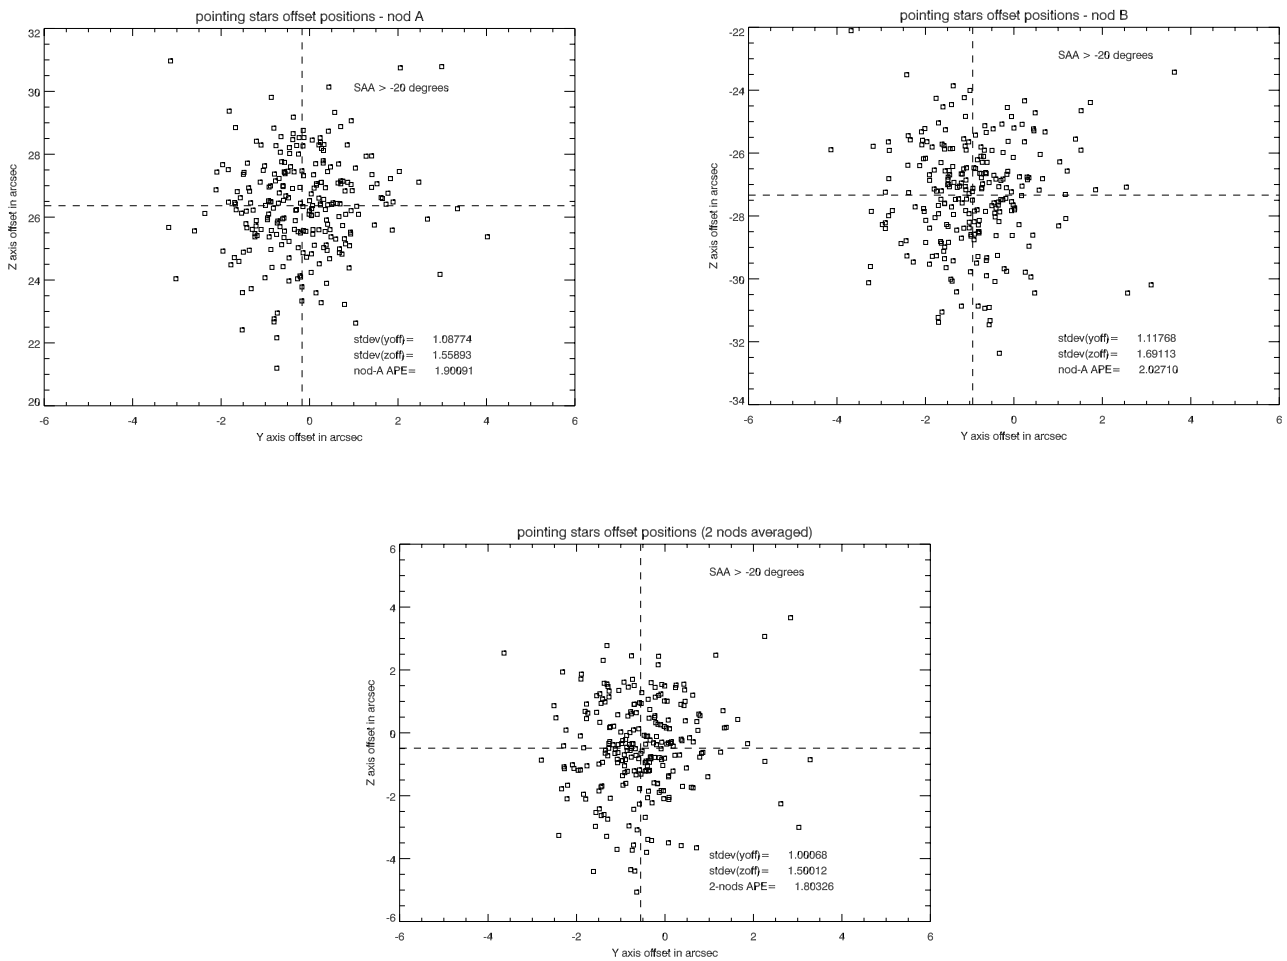 pointing stars offset positions - nod A
32
30
28
26
24
22
20
Z axis offset in arcsec
SAA > -20 degrees
stdev(yoff)= 1.08774
stdev(zoff)= 1.55893
nod-A APE= 1.90091
-6 -4 -2 0 2 4 6
Y axis offset in arcsec
pointing stars offset positions - nod B
-22
-24
-26
-28
-30
-32
-34
Z axis offset in arcsec
SAA > -20 degrees
stdev(yoff)= 1.11768
stdev(zoff)= 1.69113
nod-A APE= 2.02710
-6 -4 -2 0 2 4 6
Y axis offset in arcsec
pointing stars offset positions (2 nods averaged)
6
4
2
0
-2
-4
-6
Z axis offset in arcsec
SAA > -20 degrees
stdev(yoff)= 1.00068
stdev(zoff)= 1.50012
2-nods APE= 1.80326
-6 -4 -2 0 2 4 6
Y axis offset in arcsec